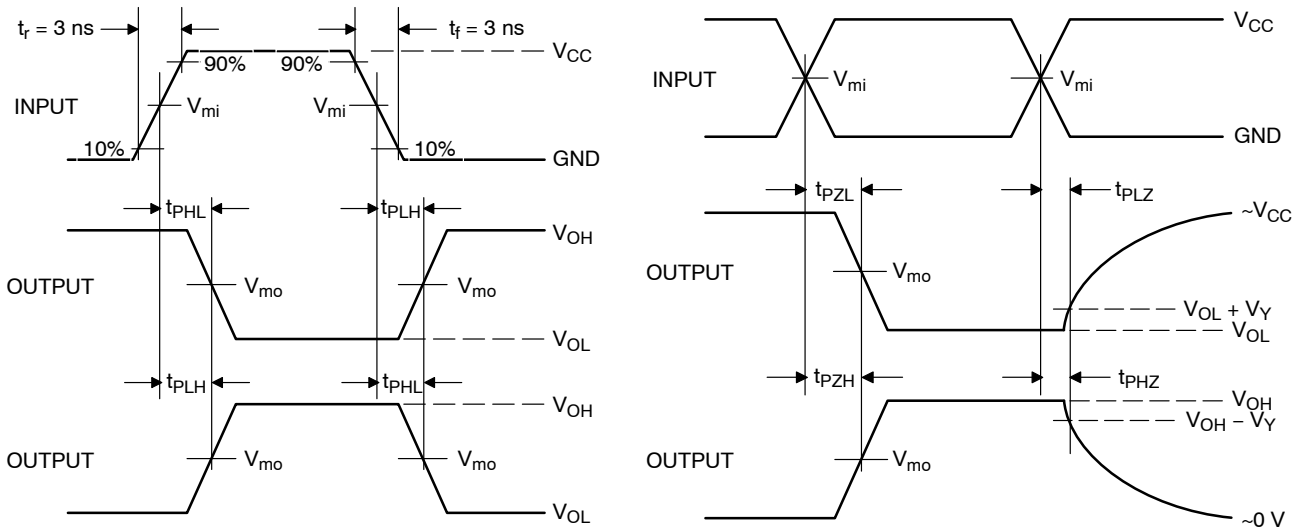 tr = 3 ns
tf = 3 ns
VCC
90%
90%
INPUT
Vmi
Vmi
10%
10%
GND
tPHL
tPLH
VOH
OUTPUT
Vmo
Vmo
VOL
tPLH
tPHL
VOH
OUTPUT
Vmo
Vmo
VOL
VCC
INPUT
Vmi
Vmi
GND
tPZL
tPLZ
~VCC
OUTPUT
Vmo
VOL + VY
VOL
tPZH
tPHZ
VOH
VOH − VY
OUTPUT
Vmo
~0 V